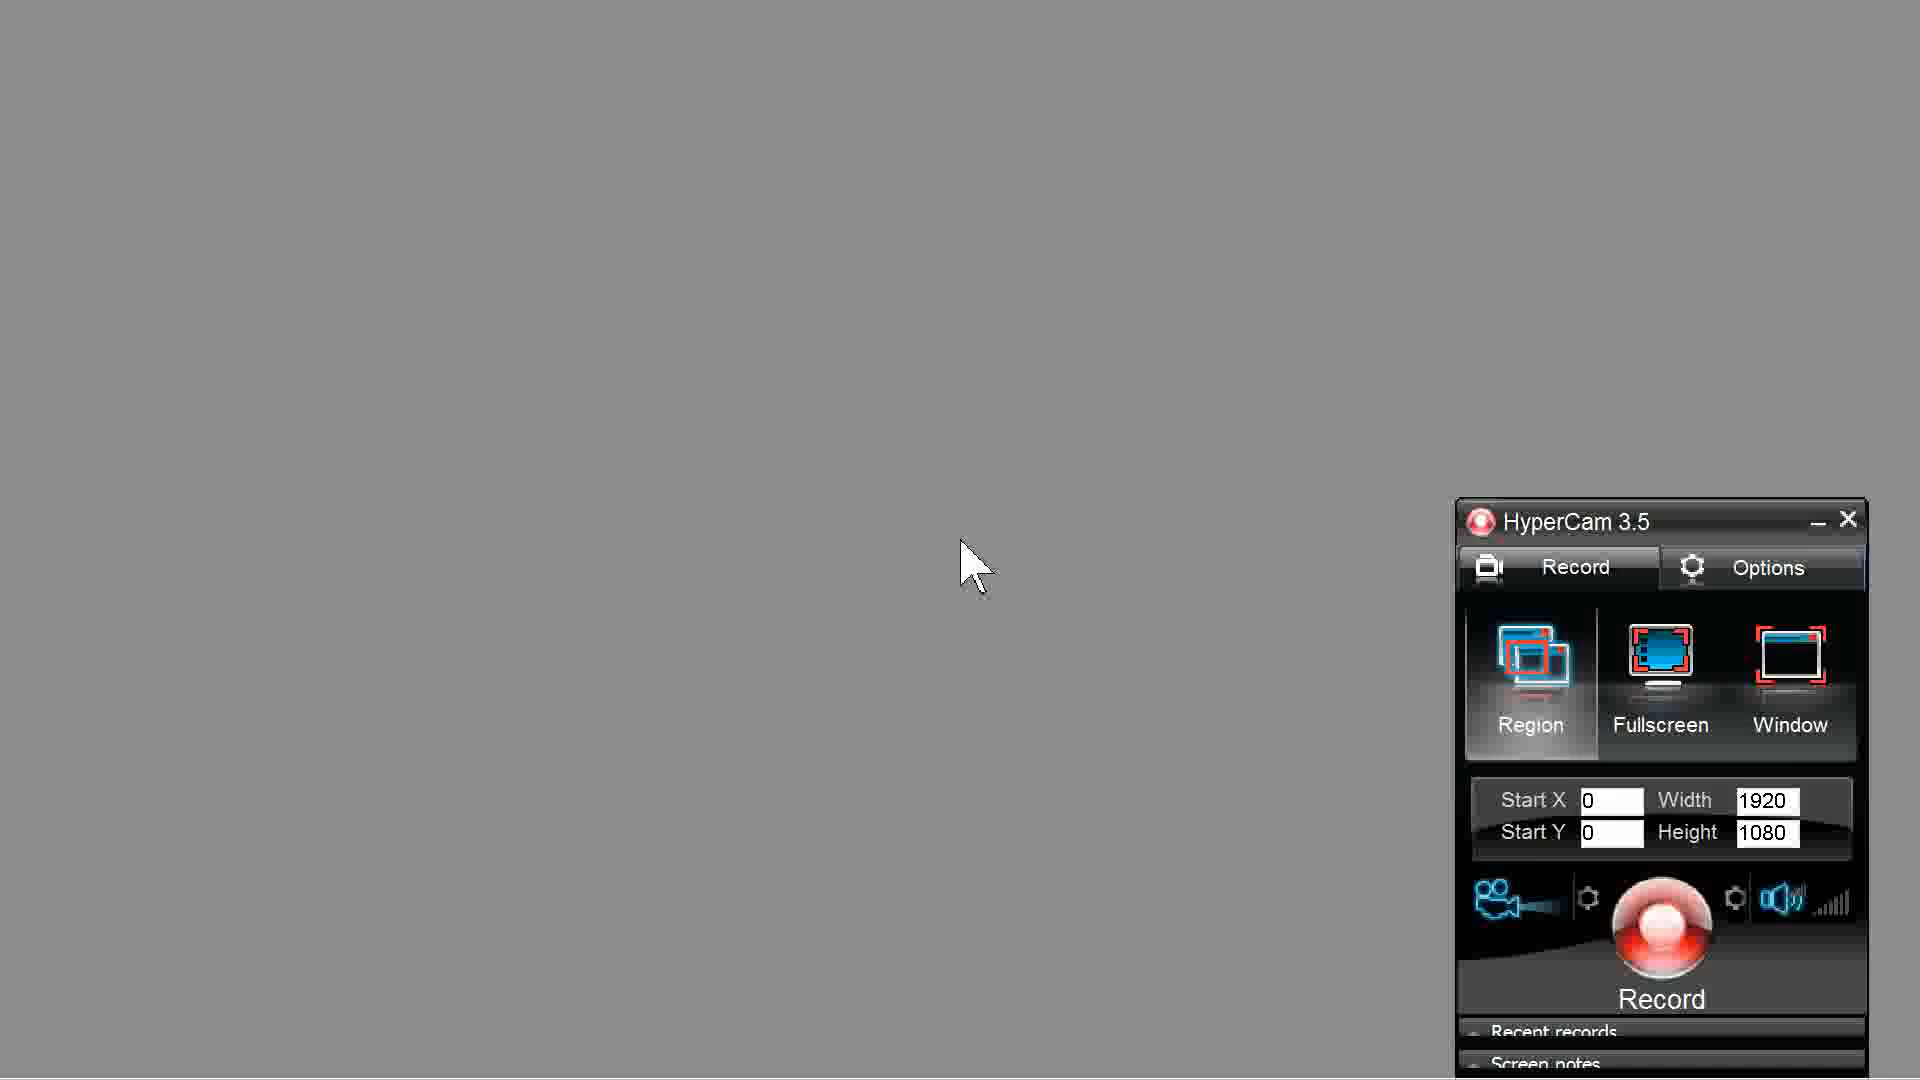 HyperCam 3.5
Record
Options
Region
Fullscreen
Window
Start X 0 Width 1920
Start Y 0 Height 1080
Record
Recent records
Screen notes